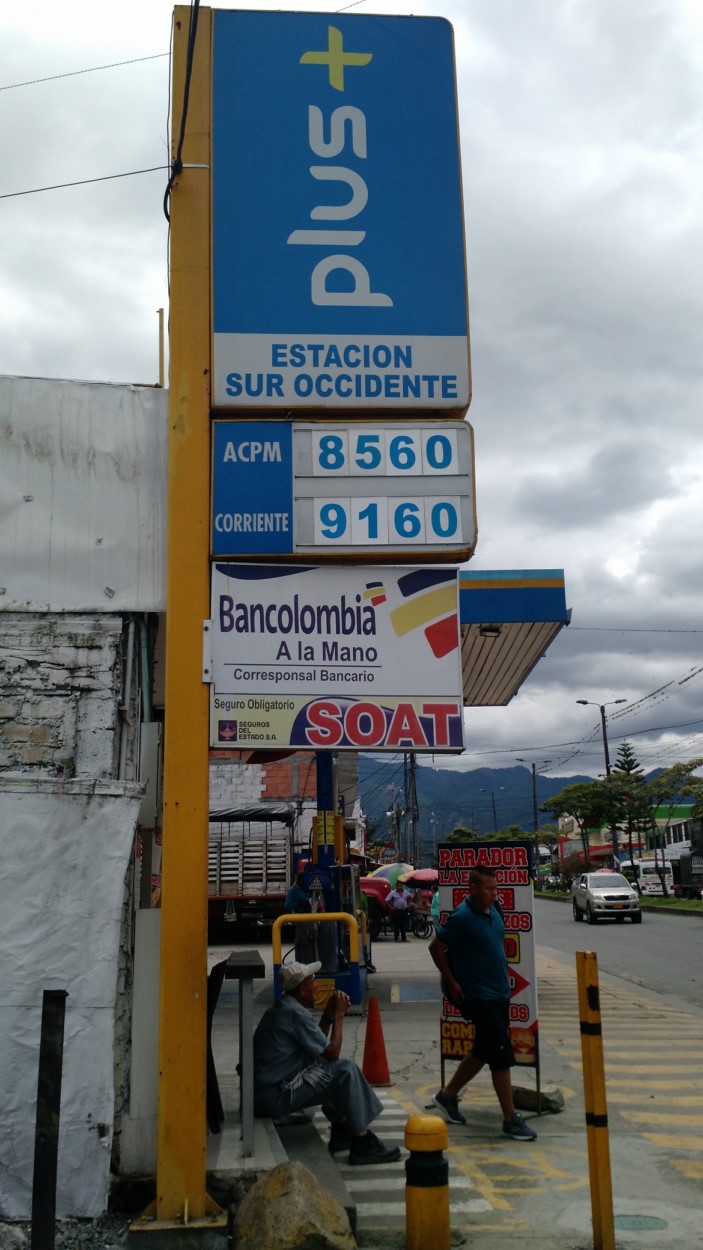 plus+
ESTACION
SUR OCCIDENTE
ACPM 8560
CORRIENTE 9160
Bancolombia
A la Mano
Corresponsal Bancario
Seguro Obligatorio
SEGUROS
DEL
ESTADO S.A.
SOAT
PARADOR